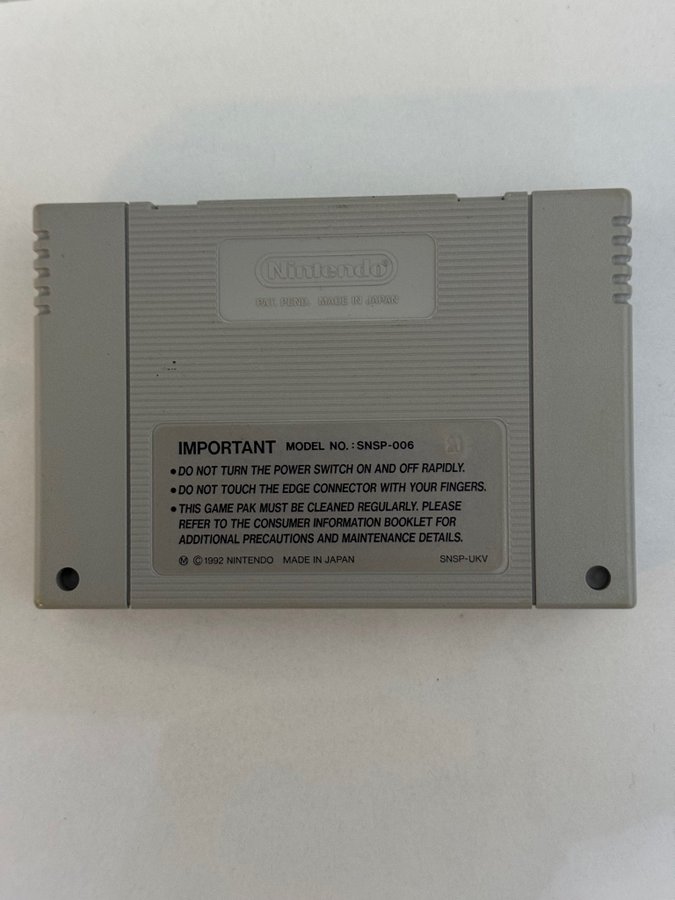 Nintendo®
PAT. PEND. MADE IN JAPAN
IMPORTANT MODEL NO.: SNSP-006
• DO NOT TURN THE POWER SWITCH ON AND OFF RAPIDLY.
• DO NOT TOUCH THE EDGE CONNECTOR WITH YOUR FINGERS.
• THIS GAME PAK MUST BE CLEANED REGULARLY. PLEASE
REFER TO THE CONSUMER INFORMATION BOOKLET FOR
ADDITIONAL PRECAUTIONS AND MAINTENANCE DETAILS.
Ⓜ © 1992 NINTENDO MADE IN JAPAN SNSP-UKV